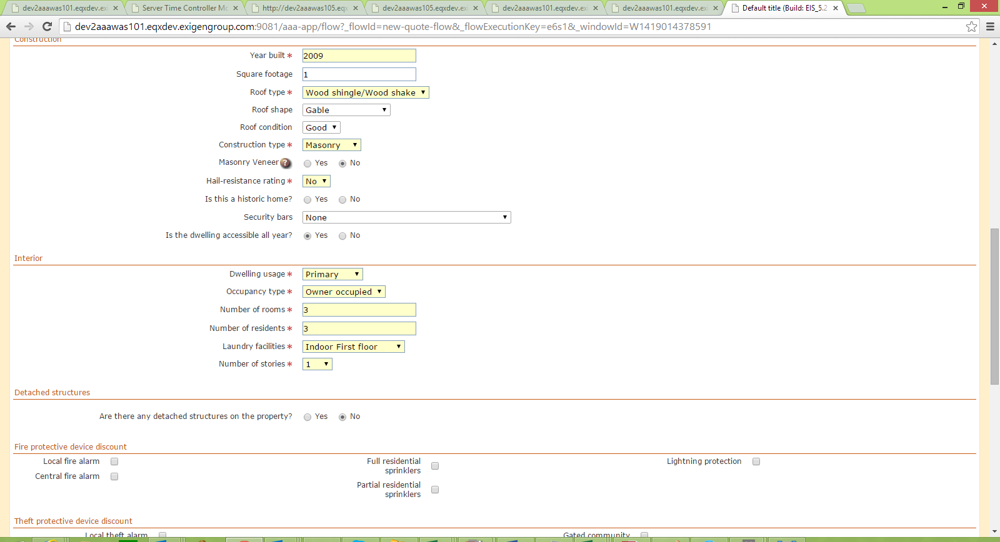 dev2aaawas101.eqxdev.exi
Server Time Controller Mo
http://dev2aaawas105.eqx
dev2aaawas105.eqxdev.exi
dev2aaawas101.eqxdev.exi
dev2aaawas101.eqxdev.exi
Default title (Build: EIS_5.2
dev2aaawas101.eqxdev.exigengroup.com:9081/aaa-app/flow?_flowId=new-quote-flow&_flowExecutionKey=e6s1&_windowId=W1419014378591
Construction
Year built * 2009
Square footage 1
Roof type * Wood shingle/Wood shake
Roof shape Gable
Roof condition Good
Construction type * Masonry
Masonry Veneer ? Yes No
Hail-resistance rating * No
Is this a historic home? Yes No
Security bars None
Is the dwelling accessible all year? Yes No
Interior
Dwelling usage * Primary
Occupancy type * Owner occupied
Number of rooms * 3
Number of residents * 3
Laundry facilities * Indoor First floor
Number of stories * 1
Detached structures
Are there any detached structures on the property? Yes No
Fire protective device discount
Local fire alarm
Central fire alarm
Full residential
sprinklers
Partial residential
sprinklers
Lightning protection
Theft protective device discount
Local theft alarm
Gated community